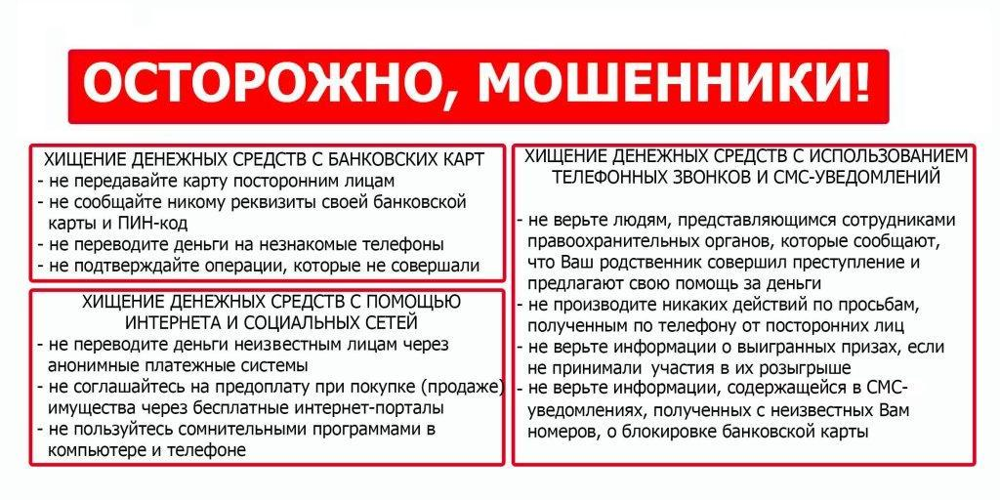 ОСТОРОЖНО, МОШЕННИКИ!
ХИЩЕНИЕ ДЕНЕЖНЫХ СРЕДСТВ С БАНКОВСКИХ КАРТ
- не передавайте карту посторонним лицам
- не сообщайте никому реквизиты своей банковской
карты и ПИН-код
- не переводите деньги на незнакомые телефоны
- не подтверждайте операции, которые не совершали
ХИЩЕНИЕ ДЕНЕЖНЫХ СРЕДСТВ С ПОМОЩЬЮ
ИНТЕРНЕТА И СОЦИАЛЬНЫХ СЕТЕЙ
- не переводите деньги неизвестным лицам через
анонимные платежные системы
- не соглашайтесь на предоплату при покупке (продаже)
имущества через бесплатные интернет-порталы
- не пользуйтесь сомнительными программами в
компьютере и телефоне
ХИЩЕНИЕ ДЕНЕЖНЫХ СРЕДСТВ С ИСПОЛЬЗОВАНИЕМ
ТЕЛЕФОННЫХ ЗВОНКОВ И СМС-УВЕДОМЛЕНИЙ
- не верьте людям, представляющимся сотрудниками
правоохранительных органов, которые сообщают,
что Ваш родственник совершил преступление и
предлагают свою помощь за деньги
- не производите никаких действий по просьбам,
полученным по телефону от посторонних лиц
- не верьте информации о выигранных призах, если
не принимали участия в их розыгрыше
- не верьте информации, содержащейся в СМС-
уведомлениях, полученных с неизвестных Вам
номеров, о блокировке банковской карты